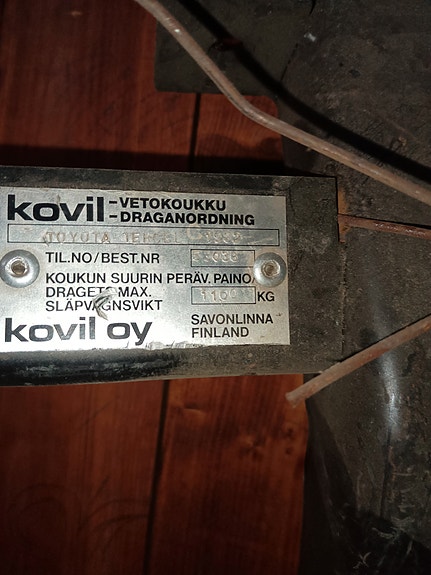 kovil -VETOKOUKKU
-DRAGANORDNING
TOYOTA
TIL.NO/BEST.NR
KOUKUN SUURIN PERÄV.PAINO/
DRAGETS MAX.
SLÄPVAGNSVIKT 1100 KG
kovil oy SAVONLINNA
FINLAND